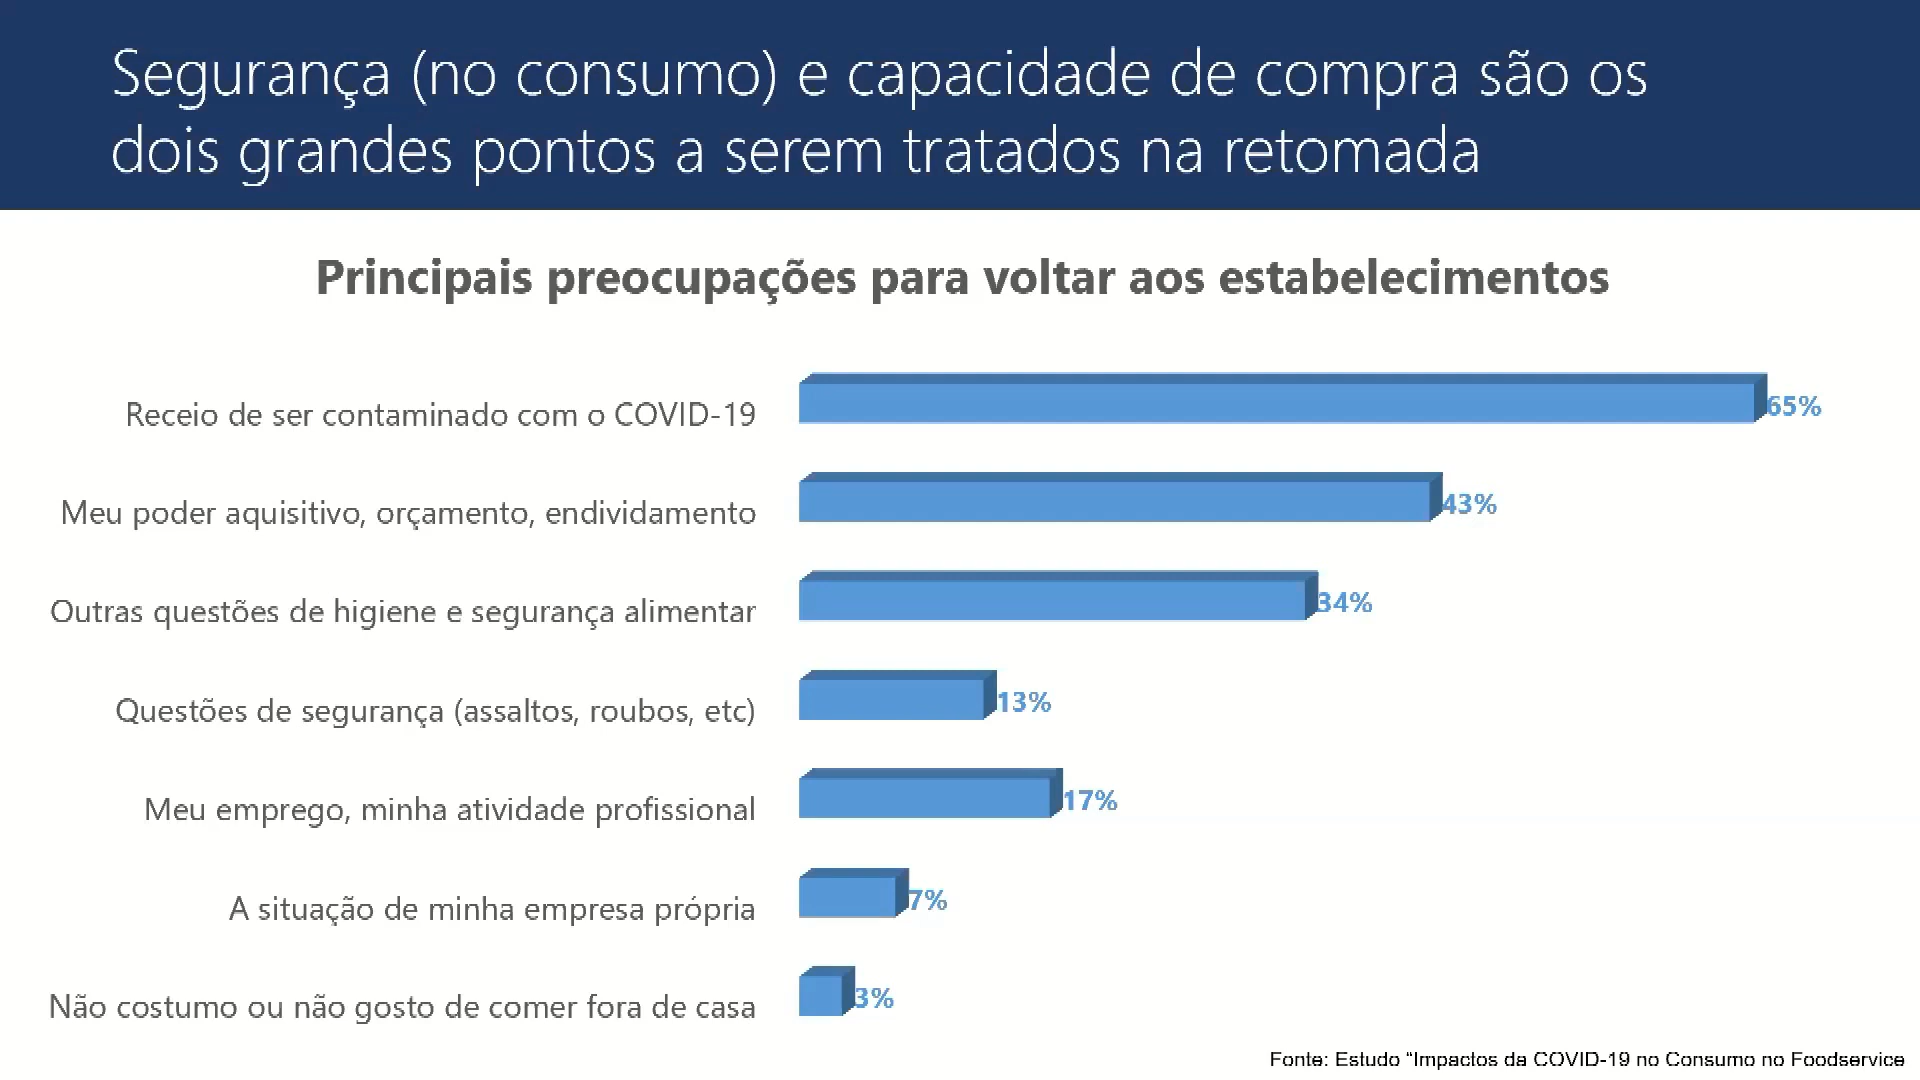 Segurança (no consumo) e capacidade de compra são os
dois grandes pontos a serem tratados na retomada
Principais preocupações para voltar aos estabelecimentos
Receio de ser contaminado com o COVID-19 65%
Meu poder aquisitivo, orçamento, endividamento 43%
Outras questões de higiene e segurança alimentar 34%
Questões de segurança (assaltos, roubos, etc) 13%
Meu emprego, minha atividade profissional 17%
A situação de minha empresa própria 7%
Não costumo ou não gosto de comer fora de casa 3%
Fonte: Estudo “Impactos da COVID-19 no Consumo no Foodservice